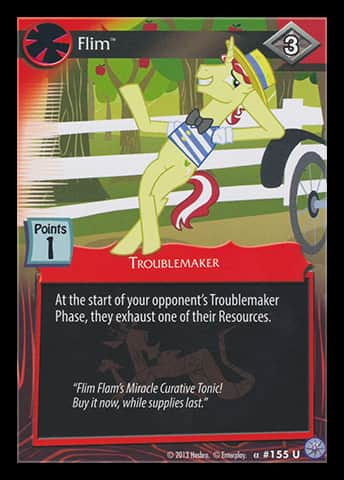 Flim™
3
Points
1
TROUBLEMAKER
At the start of your opponent's Troublemaker
Phase, they exhaust one of their Resources.
"Flim Flam's Miracle Curative Tonic!
Buy it now, while supplies last."
© 2013 Hasbro. © Enterplay. α #155 U